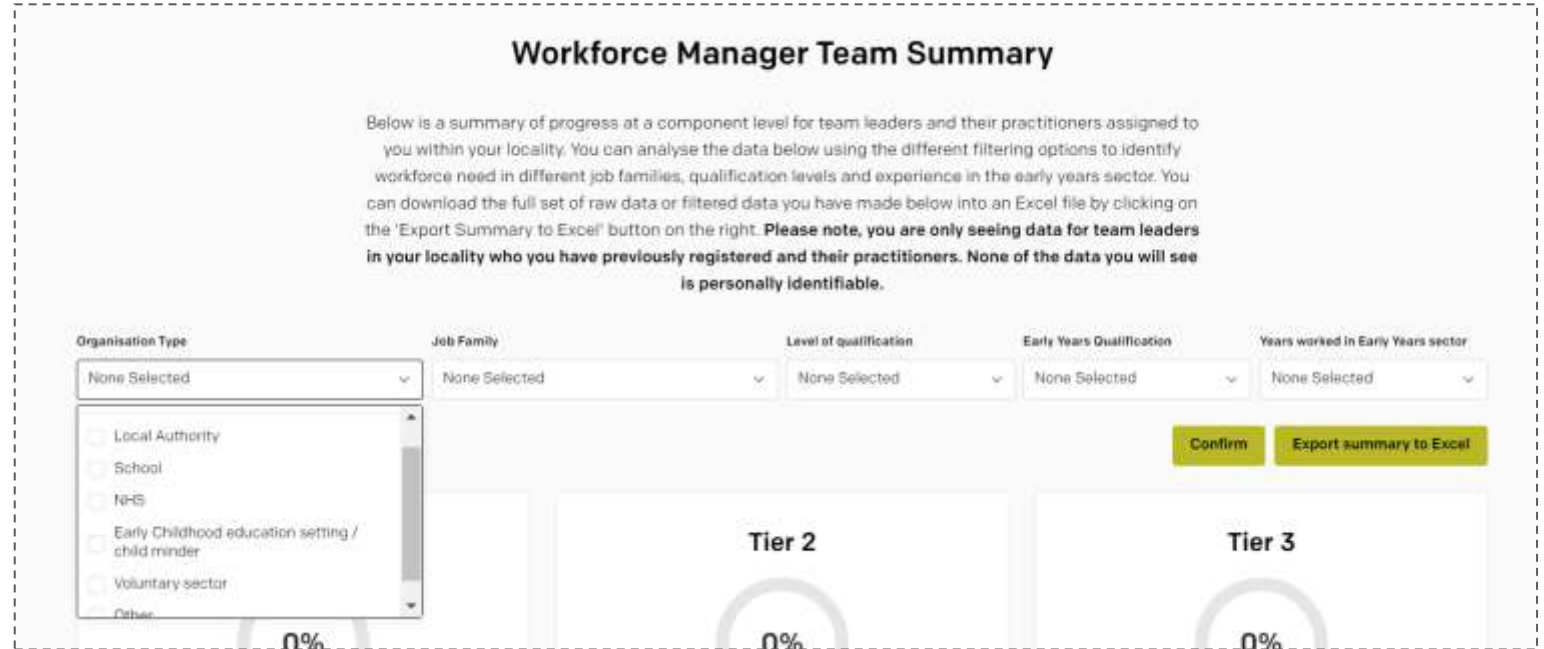 Workforce Manager Team Summary
Below is a summary of progress at a component level for team leaders and their practitioners assigned to
you within your locality. You can analyse the data below using the different filtering options to identify
workforce need in different job families, qualification levels and experience in the early years sector. You
can download the full set of raw data or filtered data you have made below into an Excel file by clicking on
the 'Export Summary to Excel' button on the right. Please note, you are only seeing data for team leaders
in your locality who you have previously registered and their practitioners. None of the data you will see
is personally identifiable.
Organisation Type
Job Family
Level of qualification
Early Years Qualification
Years worked in Early Years sector
None Selected
None Selected
None Selected
None Selected
None Selected
Local Authority
School
NHS
Early Childhood education setting /
child minder
Voluntary sector
Other
Confirm
Export summary to Excel
Tier 2
Tier 3
0%
0%
0%